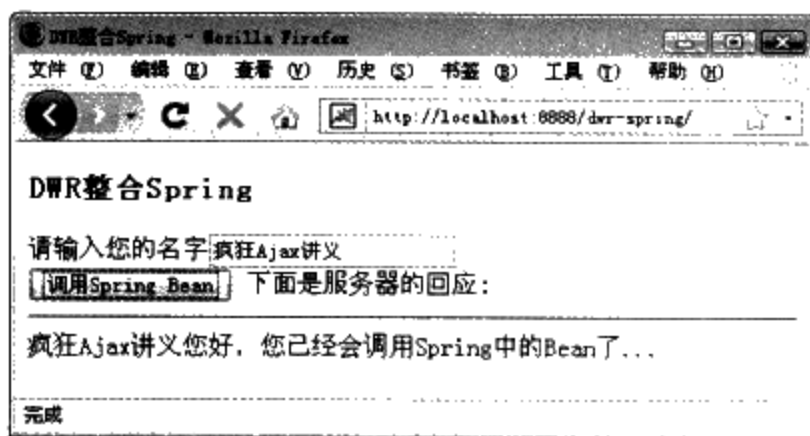 DWR整合Spring - Mozilla Firefox
文件 (F) 编辑 (E) 查看 (V) 历史 (S) 书签 (B) 工具 (T) 帮助 (H)
http://localhost:8888/dwr-spring/
DWR整合Spring
请输入您的名字 疯狂Ajax讲义
调用Spring Bean 下面是服务器的回应:
疯狂Ajax讲义您好，您已经会调用Spring中的Bean了...
完成